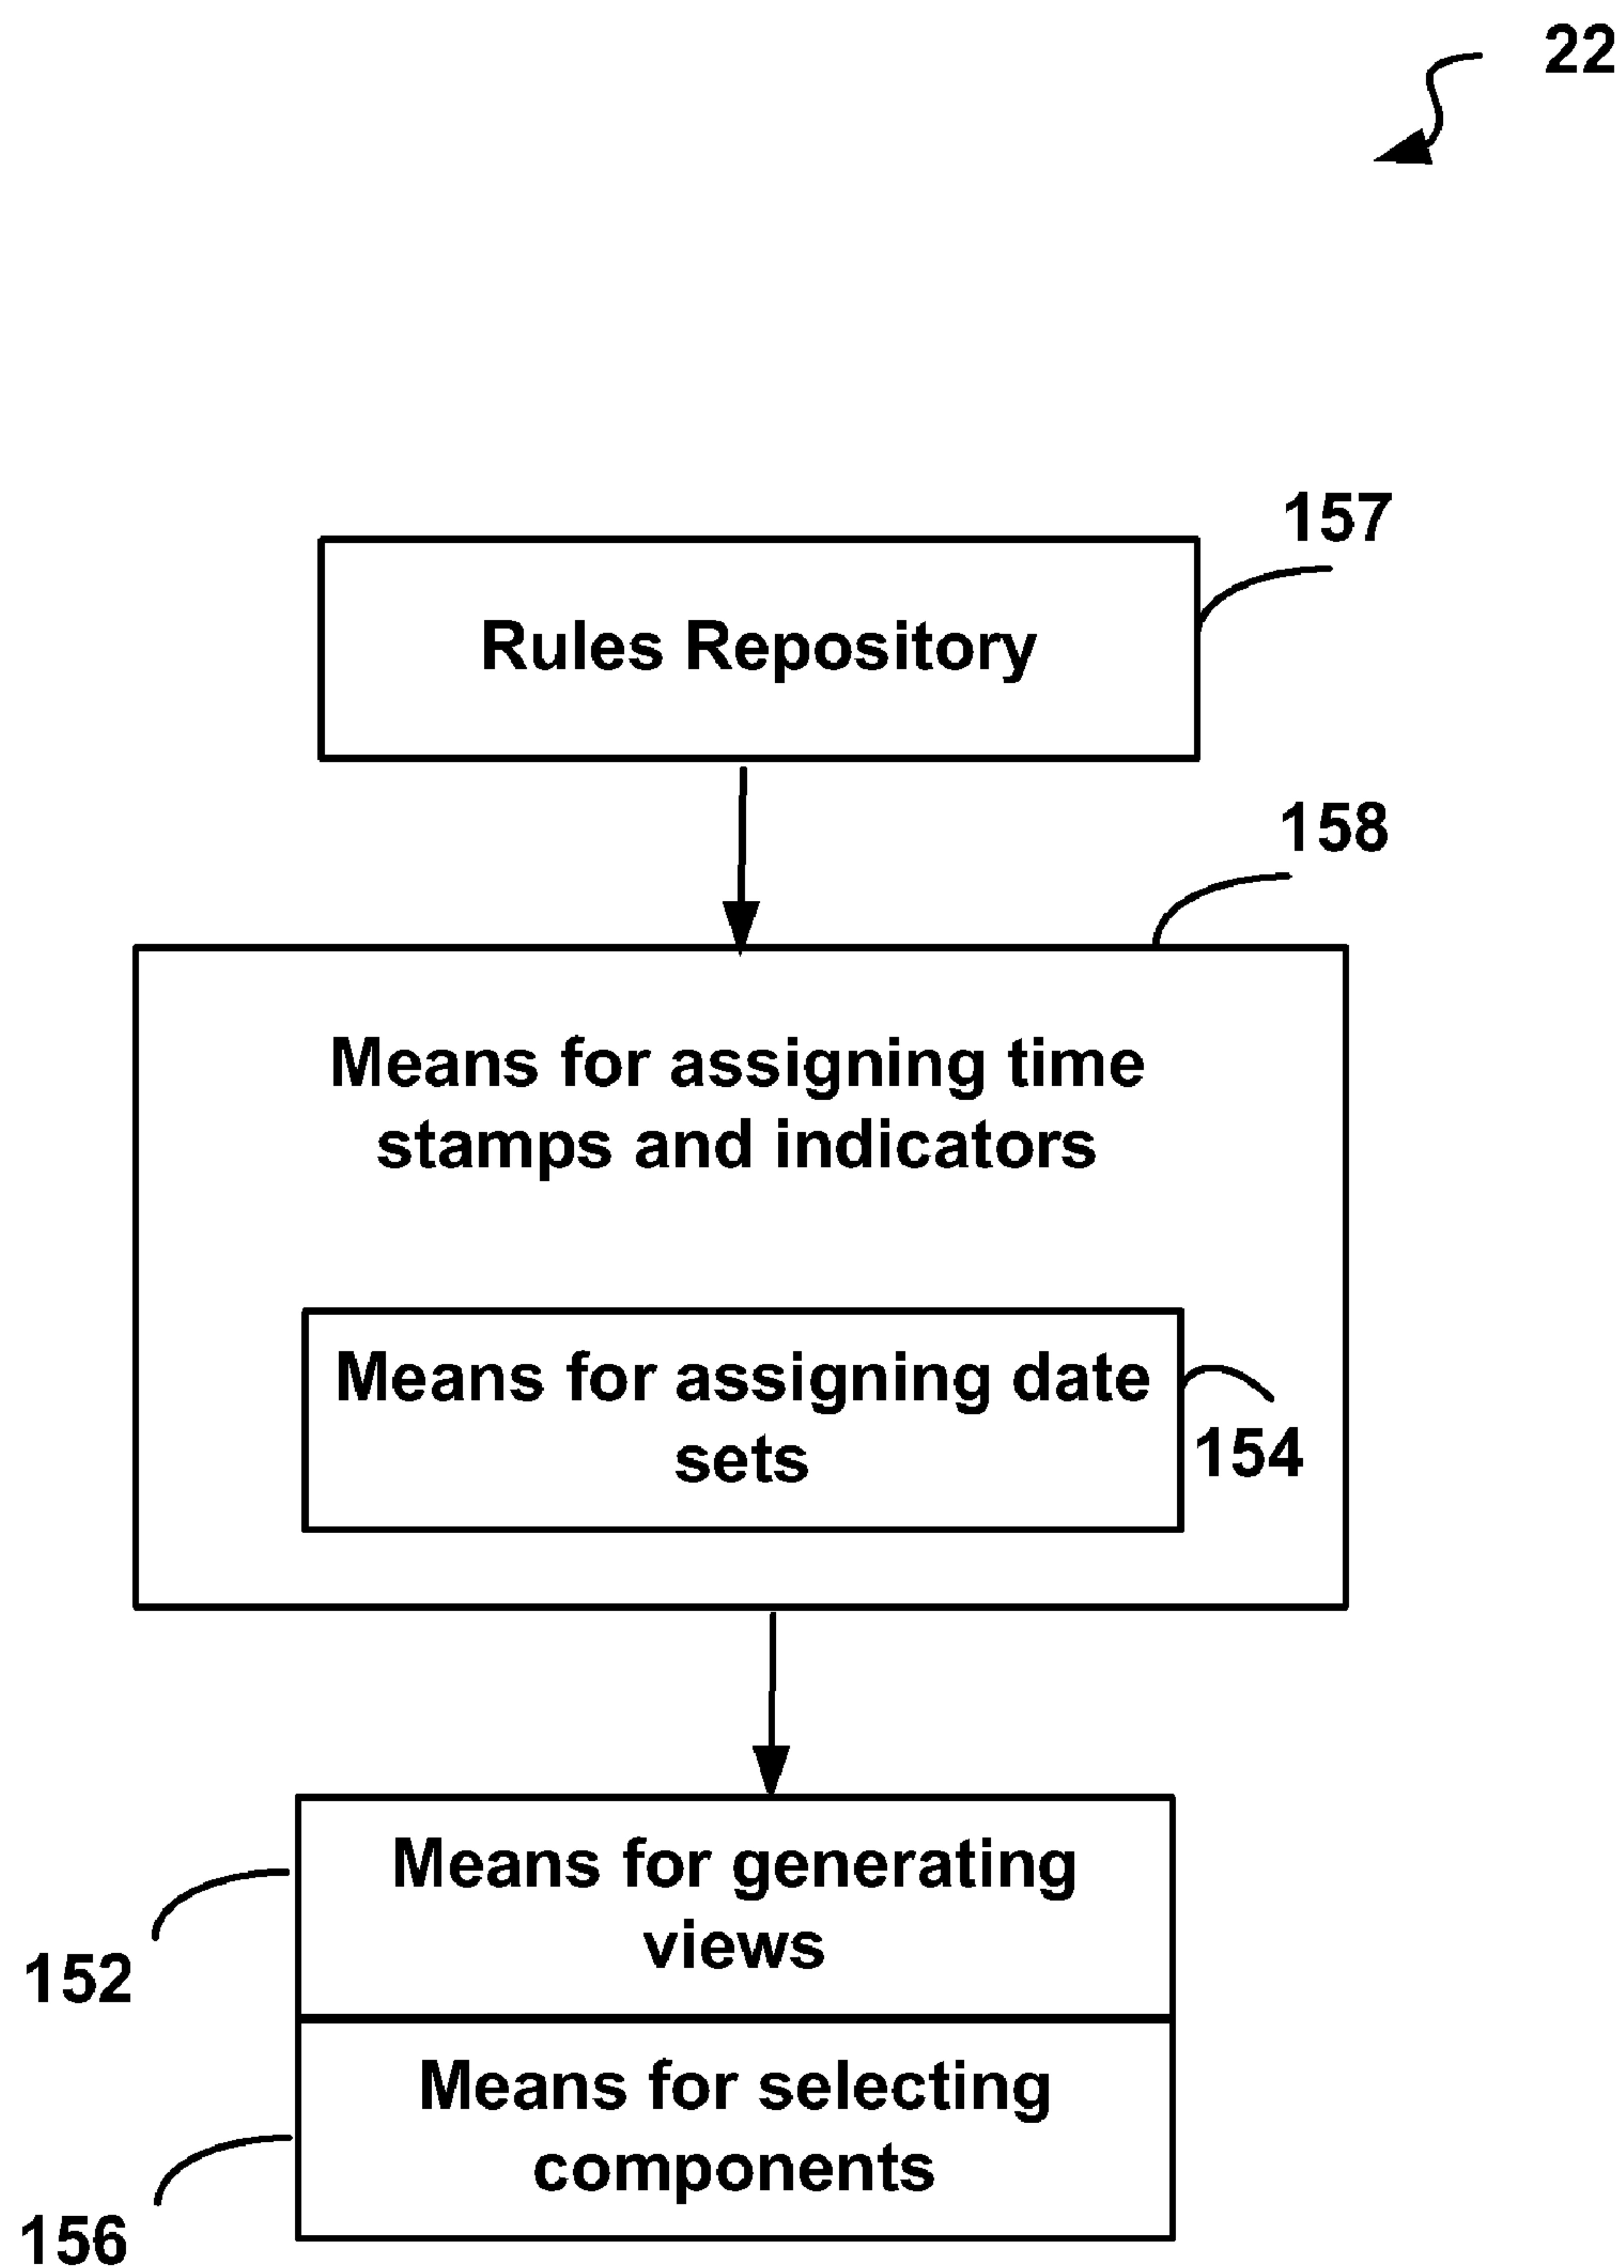 22
157
Rules Repository
158
Means for assigning time
stamps and indicators
Means for assigning date
sets
154
Means for generating
views
152
Means for selecting
components
156